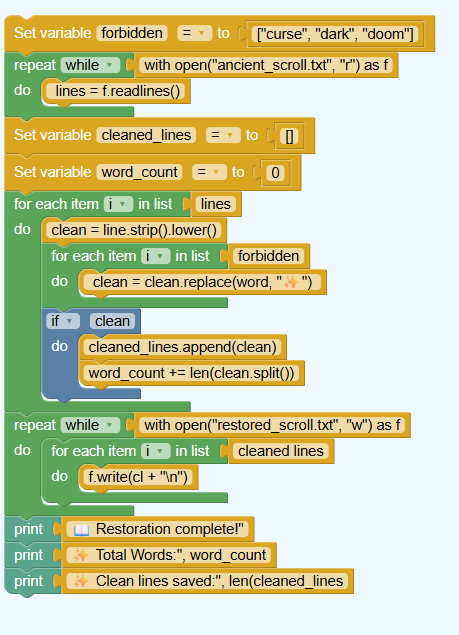 Set variable forbidden = to ["curse", "dark", "doom"]
repeat while with open("ancient_scroll.txt", "r") as f
do lines = f.readlines()
Set variable cleaned_lines = to []
Set variable word_count = to 0
for each item i in list lines
do clean = line.strip().lower()
for each item i in list forbidden
do clean = clean.replace(word, "✨")
if clean
do cleaned_lines.append(clean)
word_count += len(clean.split())
repeat while with open("restored_scroll.txt", "w") as f
do for each item i in list cleaned lines
do f.write(cl + "\n")
print 📖 Restoration complete!"
print ✨ Total Words:", word_count
print ✨ Clean lines saved:", len(cleaned_lines